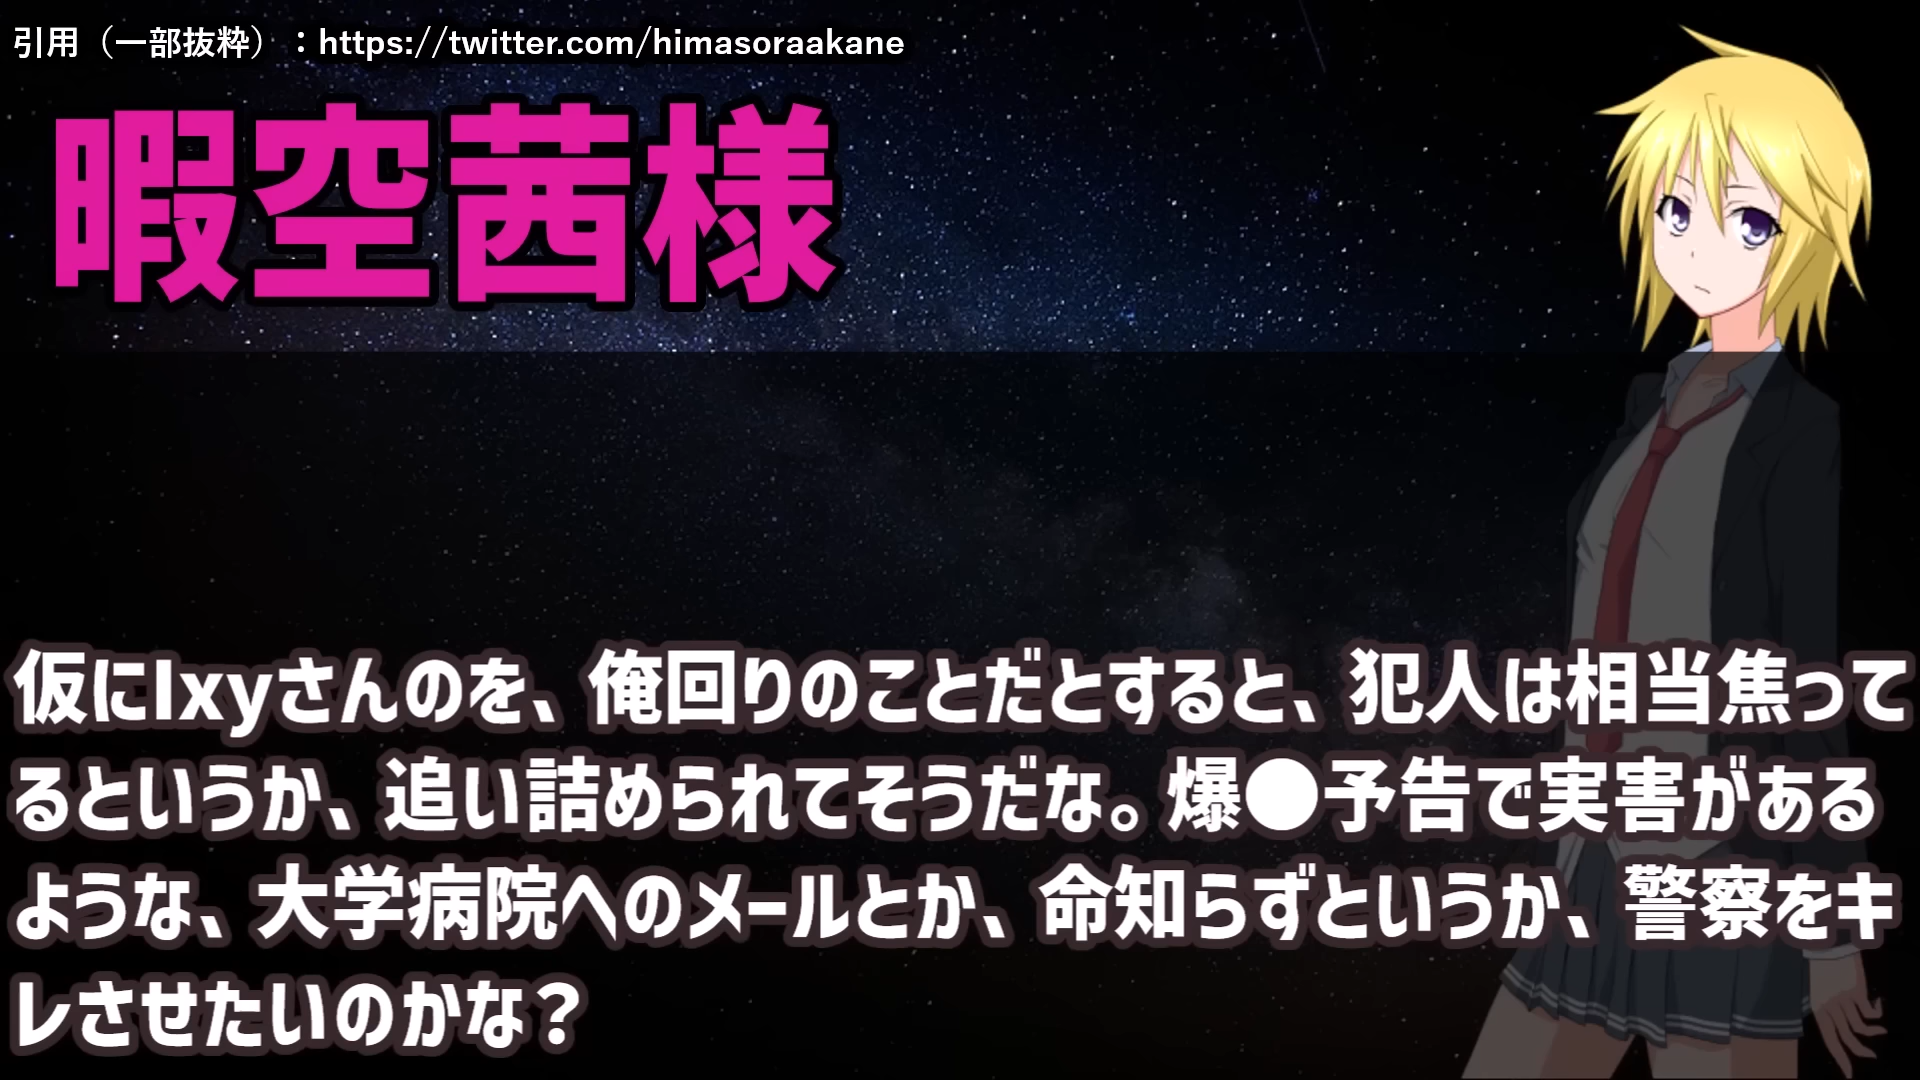 引用（一部抜粋）：https://twitter.com/himasoraakane
暇空茜様
仮にIxyさんのを、俺回りのことだとすると、犯人は相当焦って
るというか、追い詰められてそうだな。爆●予告で実害がある
ような、大学病院へのメールとか、命知らずというか、警察をキ
レさせたいのかな？